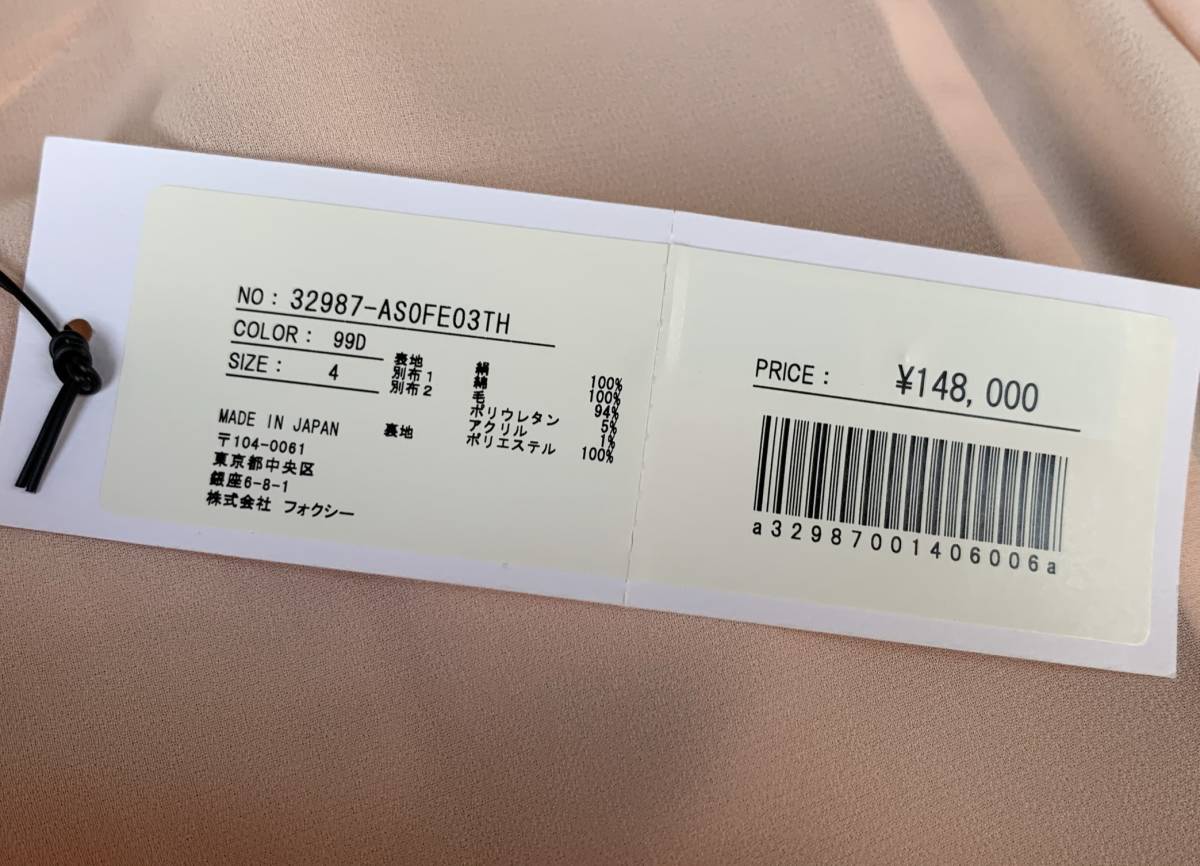 NO: 32987-AS0FE03TH
COLOR: 99D
SIZE: 4
表地 絹 100%
別布1 綿 100%
別布2 毛 94%
ポリウレタン 5%
アクリル 1%
裏地 ポリエステル 100%
MADE IN JAPAN
〒104-0061
東京都中央区
銀座6-8-1
株式会社 フォクシー
PRICE: ¥148,000
a32987001406006a